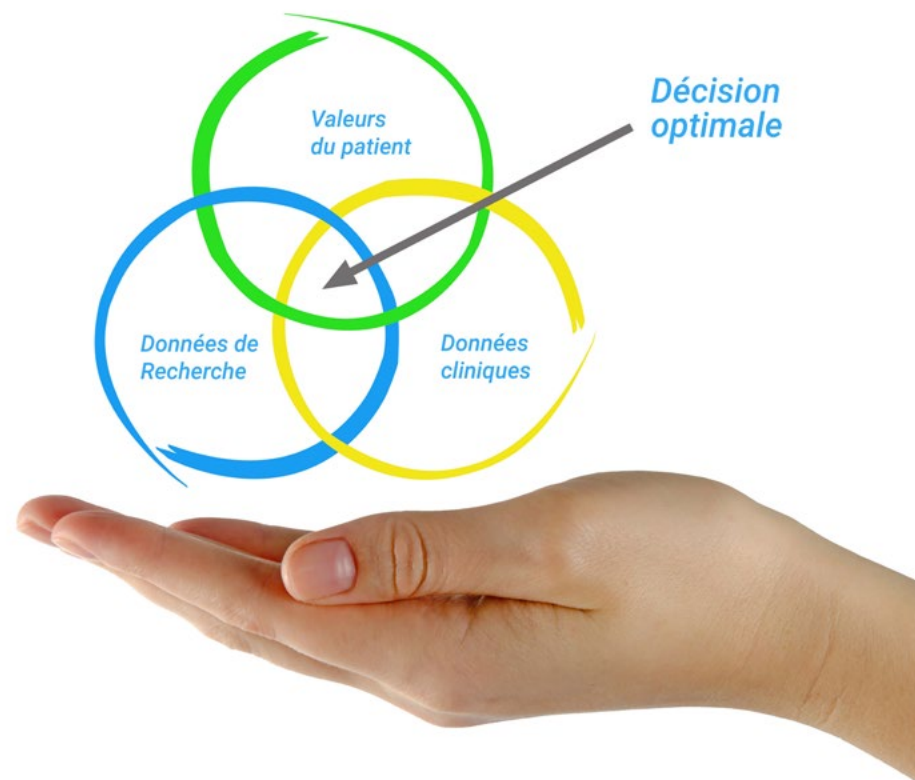 Valeurs
du patient
Décision
optimale
Données de
Recherche
Données
cliniques